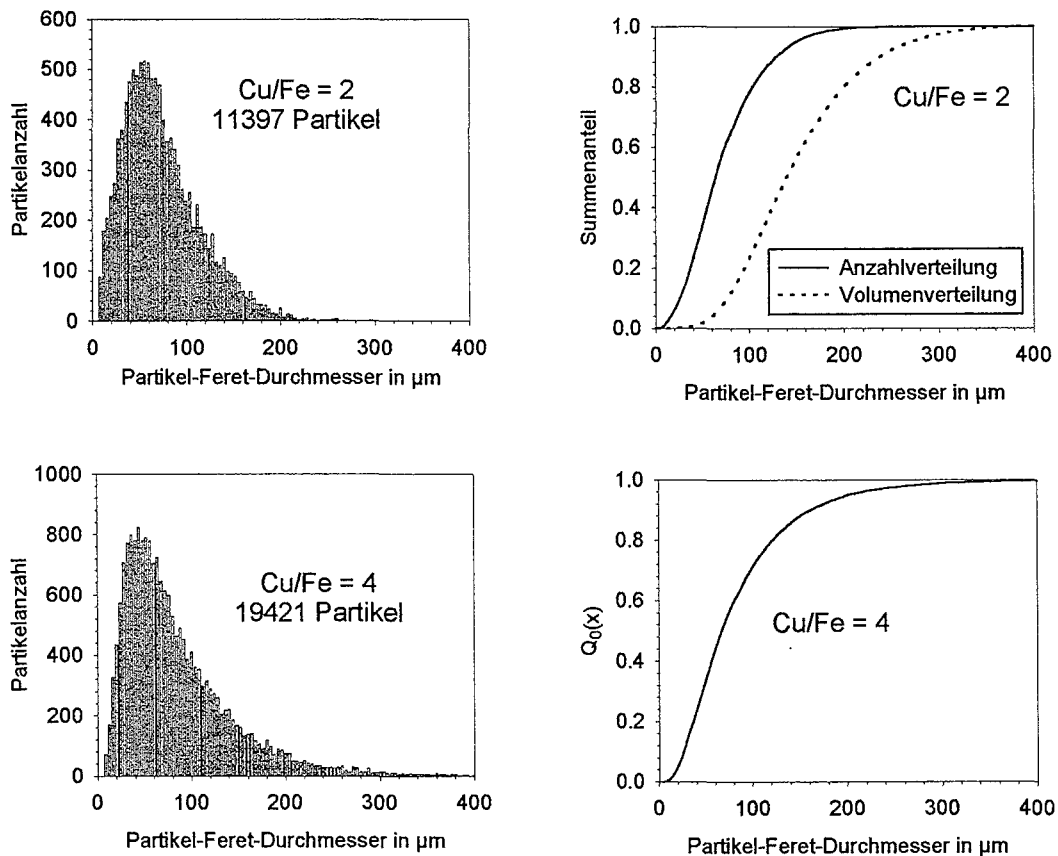 600
500
400
300
200
100
0
0 100 200 300 400
Partikelanzahl
Cu/Fe = 2
11397 Partikel
Partikel-Feret-Durchmesser in µm
1.0
0.8
0.6
0.4
0.2
0.0
0 100 200 300 400
Summenanteil
Cu/Fe = 2
Anzahlverteilung
Volumenverteilung
Partikel-Feret-Durchmesser in µm
1000
800
600
400
200
0
0 100 200 300 400
Partikelanzahl
Cu/Fe = 4
19421 Partikel
Partikel-Feret-Durchmesser in µm
1.0
0.8
0.6
0.4
0.2
0.0
0 100 200 300 400
Q₀(x)
Cu/Fe = 4
Partikel-Feret-Durchmesser in µm